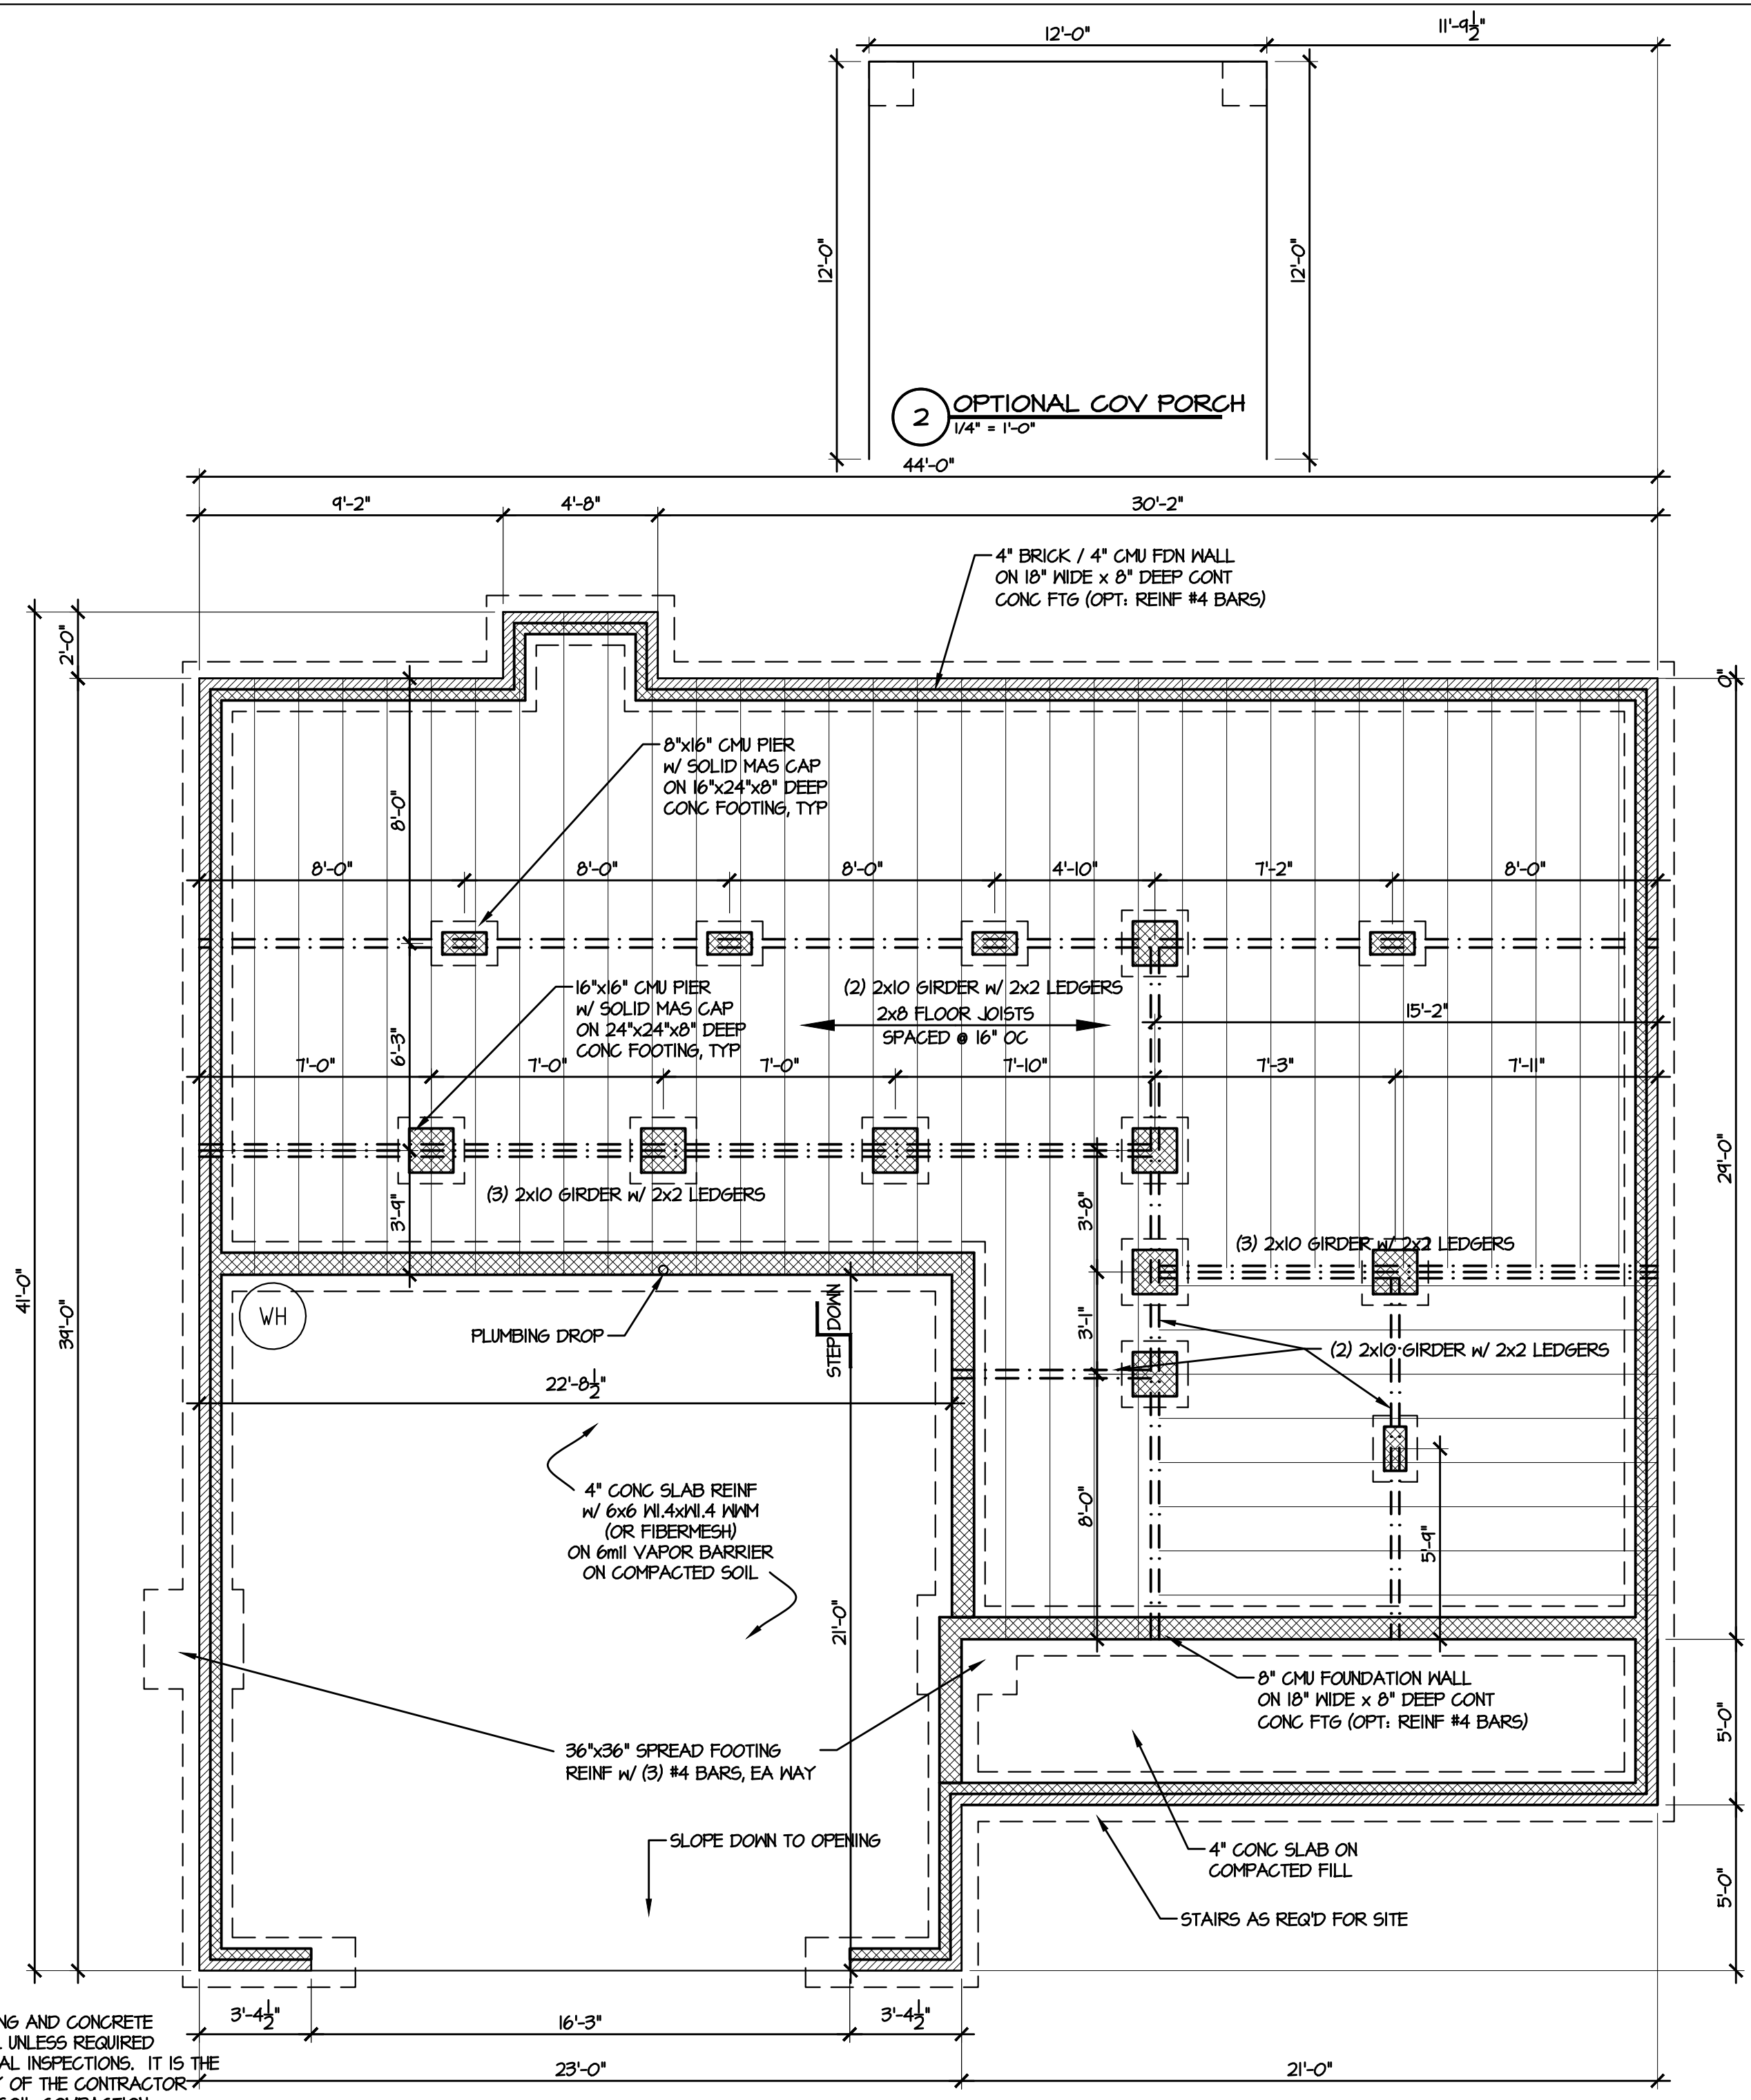 12'-0"
11'-9½"
12'-0"
12'-0"
2
OPTIONAL COV PORCH
1/4" = 1'-0"
44'-0"
9'-2"
4'-8"
30'-2"
4" BRICK / 4" CMU FDN WALL
ON 18" WIDE x 8" DEEP CONT
CONC FTG (OPT: REINF #4 BARS)
2'-0"
0"
8"x16" CMU PIER
w/ SOLID MAS CAP
ON 16"x24"x8" DEEP
CONC FOOTING, TYP
8'-0"
8'-0"
8'-0"
8'-0"
4'-10"
7'-2"
8'-0"
16"x16" CMU PIER
w/ SOLID MAS CAP
ON 24"x24"x8" DEEP
CONC FOOTING, TYP
(2) 2x10 GIRDER w/ 2x2 LEDGERS
2x8 FLOOR JOISTS
SPACED @ 16" OC
15'-2"
6'-3"
7'-0"
7'-0"
7'-0"
7'-10"
7'-3"
7'-11"
29'-0"
(3) 2x10 GIRDER w/ 2x2 LEDGERS
3'-9"
3'-8"
(3) 2x10 GIRDER w/ 2x2 LEDGERS
41'-0"
39'-0"
WH
PLUMBING DROP
STEP DOWN
3'-1"
(2) 2x10 GIRDER w/ 2x2 LEDGERS
22'-8½"
4" CONC SLAB REINF
w/ 6x6 W1.4xW1.4 WWM
(OR FIBERMESH)
ON 6mil VAPOR BARRIER
ON COMPACTED SOIL
8'-0"
5'-9"
21'-0"
8" CMU FOUNDATION WALL
ON 18" WIDE x 8" DEEP CONT
CONC FTG (OPT: REINF #4 BARS)
5'-0"
36"x36" SPREAD FOOTING
REINF w/ (3) #4 BARS, EA WAY
SLOPE DOWN TO OPENING
4" CONC SLAB ON
COMPACTED FILL
5'-0"
STAIRS AS REQ'D FOR SITE
3'-4½"
16'-3"
3'-4½"
23'-0"
21'-0"
NG AND CONCRETE
UNLESS REQUIRED
AL INSPECTIONS. IT IS THE
OF THE CONTRACTOR
SOIL COMPACTION